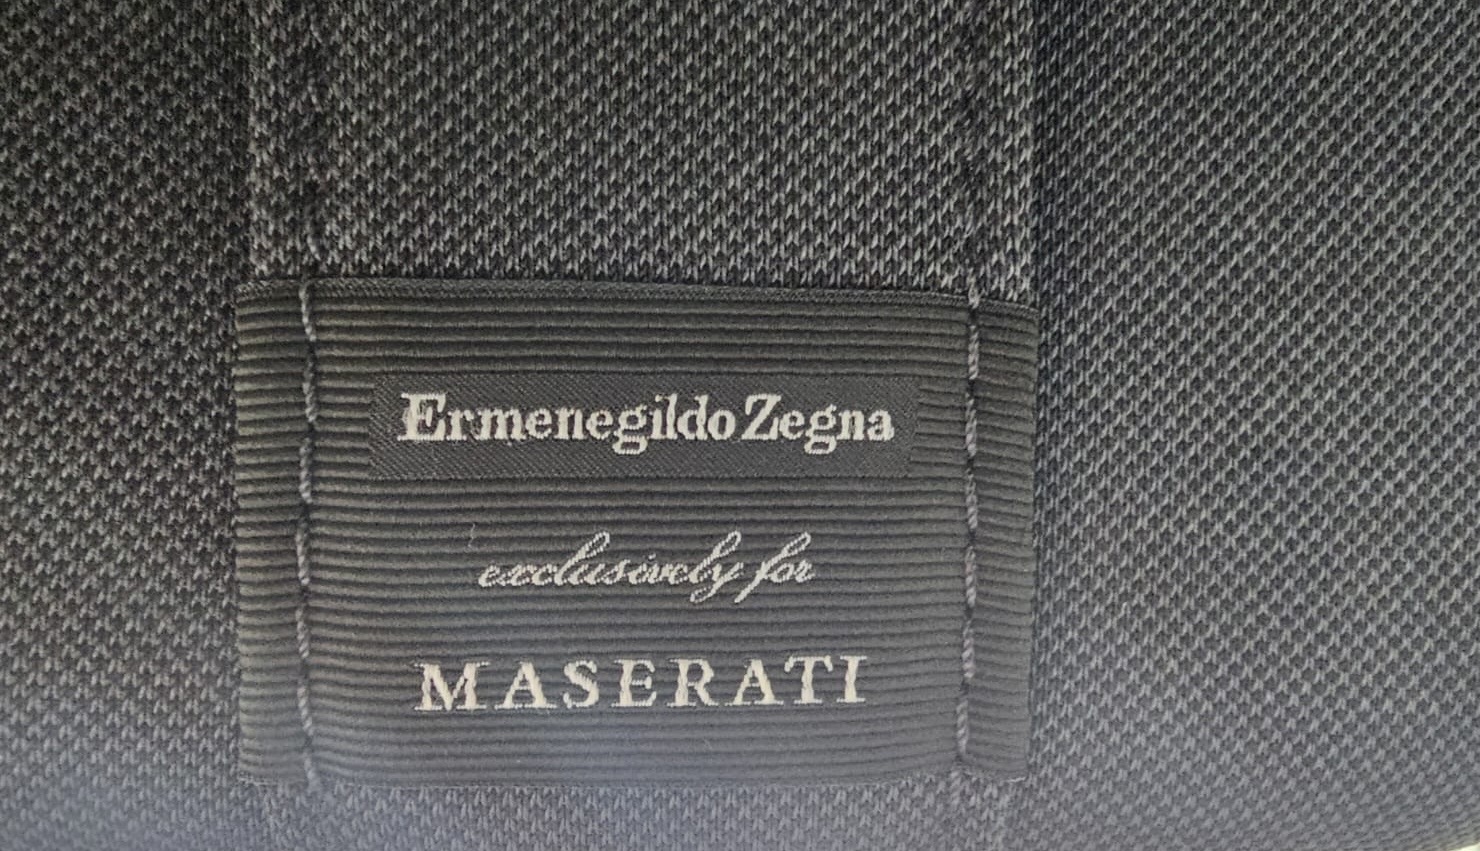 Ermenegildo Zegna
exclusively for
MASERATI